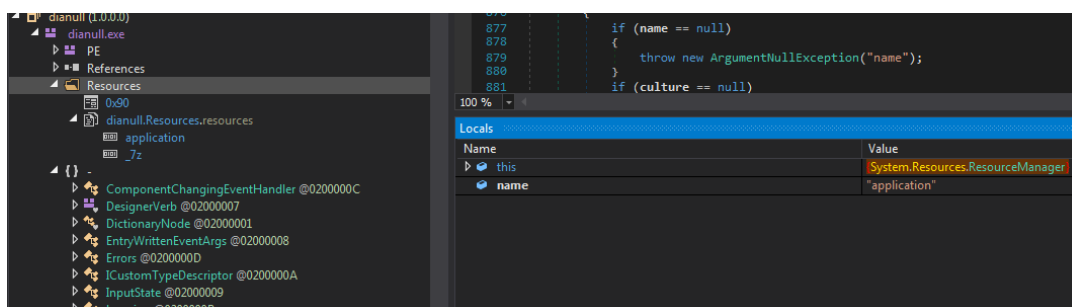 dianull (1.0.0.0)
dianull.exe
PE
References
Resources
0x90
dianull.Resources.resources
application
_7z
{ } -
ComponentChangingEventHandler @0200000C
DesignerVerb @02000007
DictionaryNode @02000001
EntryWrittenEventArgs @02000008
Errors @0200000D
ICustomTypeDescriptor @0200000A
InputState @02000009
876 {
877 if (name == null)
878 {
879 throw new ArgumentNullException("name");
880 }
881 if (culture == null)
100 %
Locals
Name Value
this System.Resources.ResourceManager
name "application"